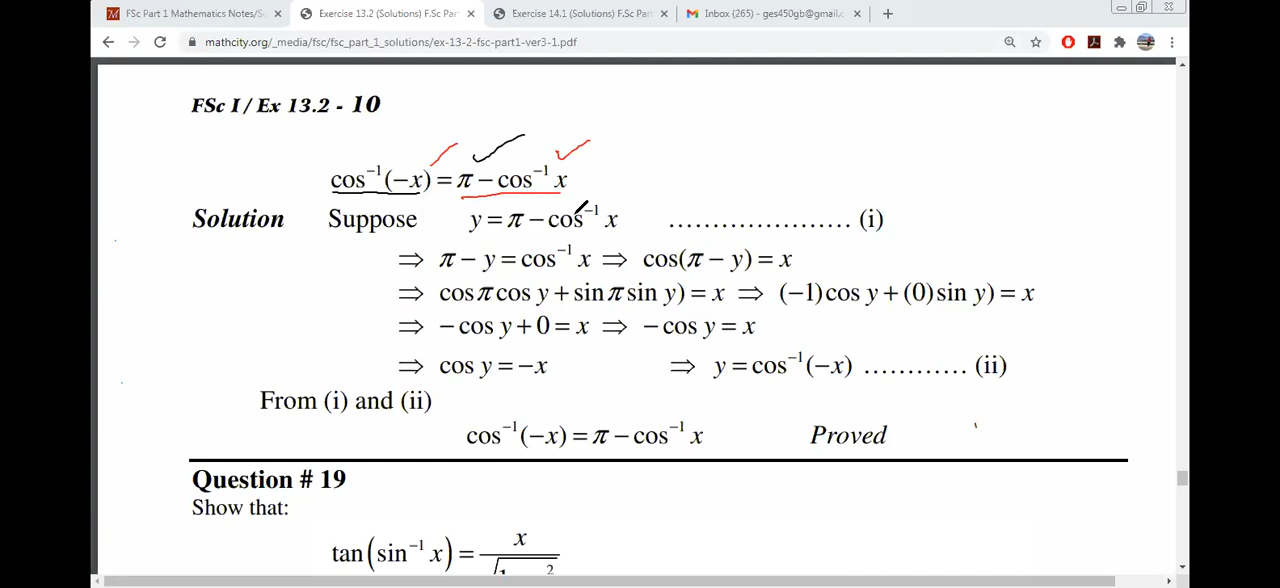 FSc Part 1 Mathematics Notes/Se
Exercise 13.2 (Solutions) F.Sc Part
Exercise 14.1 (Solutions) F.Sc Part
Inbox (265) - ges450gb@gmail.c
mathcity.org/_media/fsc/fsc_part_1_solutions/ex-13-2-fsc-part1-ver3-1.pdf
FSc I / Ex 13.2 - 10
cos⁻¹(−x) = π − cos⁻¹ x
Solution Suppose y = π − cos⁻¹ x ..................... (i)
⇒ π − y = cos⁻¹ x ⇒ cos(π − y) = x
⇒ cos π cos y + sin π sin y) = x ⇒ (−1)cos y + (0)sin y) = x
⇒ −cos y + 0 = x ⇒ −cos y = x
⇒ cos y = −x ⇒ y = cos⁻¹(−x) ............ (ii)
From (i) and (ii)
cos⁻¹(−x) = π − cos⁻¹ x Proved
Question # 19
Show that:
tan(sin⁻¹ x) = x